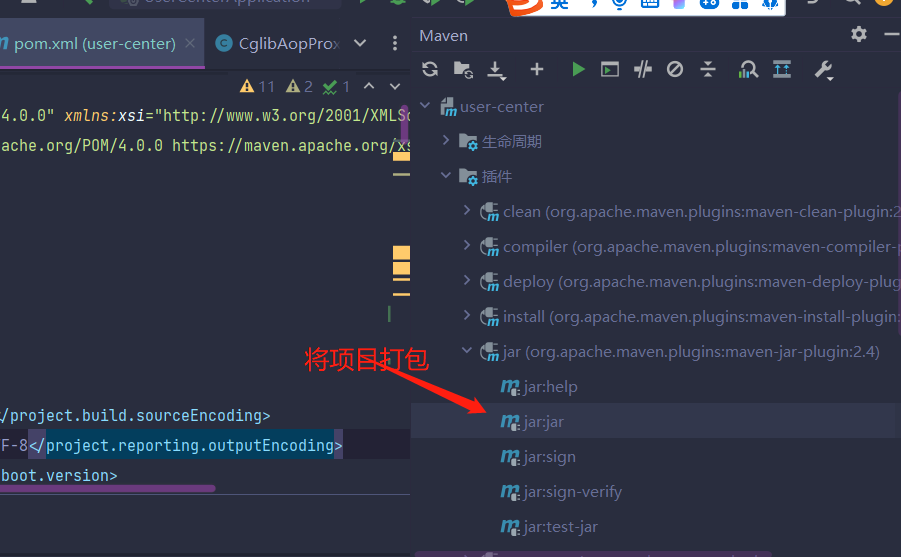 英
pom.xml (user-center)
CglibAopProx
Maven
11 2 1
4.0.0" xmlns:xsi="http://www.w3.org/2001/XMLSc
user-center
ache.org/POM/4.0.0 https://maven.apache.org/xs
生命周期
插件
clean (org.apache.maven.plugins:maven-clean-plugin:2
compiler (org.apache.maven.plugins:maven-compiler-p
deploy (org.apache.maven.plugins:maven-deploy-plug
install (org.apache.maven.plugins:maven-install-plugin:
jar (org.apache.maven.plugins:maven-jar-plugin:2.4)
将项目打包
jar:help
/project.build.sourceEncoding>
jar:jar
F-8</project.reporting.outputEncoding>
jar:sign
boot.version>
jar:sign-verify
jar:test-jar